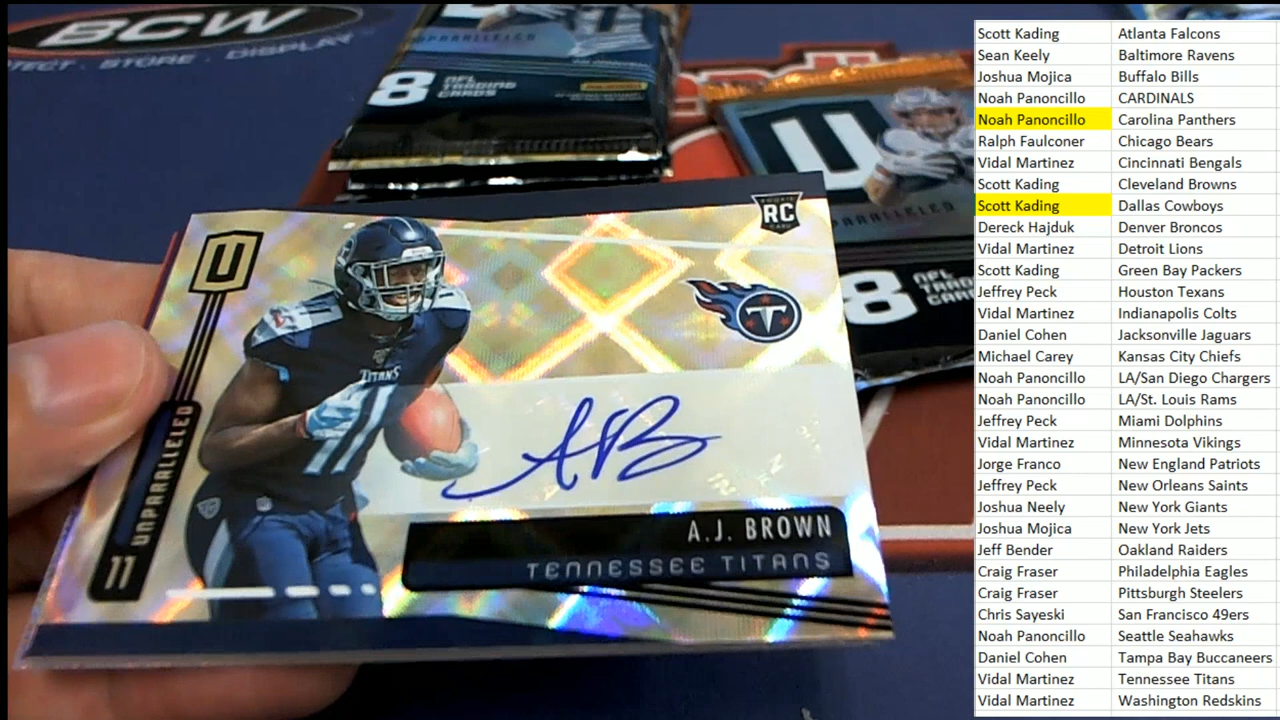 BCW
TECT . STORE . DISPLAY
UNPARALLELED
8 NFL
TRADING
CARDS
U
8 NFL
RC
U
TITANS
11
11 UNPARALLELED
A.J. BROWN
TENNESSEE TITANS
Scott Kading Atlanta Falcons
Sean Keely Baltimore Ravens
Joshua Mojica Buffalo Bills
Noah Panoncillo CARDINALS
Noah Panoncillo Carolina Panthers
Ralph Faulconer Chicago Bears
Vidal Martinez Cincinnati Bengals
Scott Kading Cleveland Browns
Scott Kading Dallas Cowboys
Dereck Hajduk Denver Broncos
Vidal Martinez Detroit Lions
Scott Kading Green Bay Packers
Jeffrey Peck Houston Texans
Vidal Martinez Indianapolis Colts
Daniel Cohen Jacksonville Jaguars
Michael Carey Kansas City Chiefs
Noah Panoncillo LA/San Diego Chargers
Noah Panoncillo LA/St. Louis Rams
Jeffrey Peck Miami Dolphins
Vidal Martinez Minnesota Vikings
Jorge Franco New England Patriots
Jeffrey Peck New Orleans Saints
Joshua Neely New York Giants
Joshua Mojica New York Jets
Jeff Bender Oakland Raiders
Craig Fraser Philadelphia Eagles
Craig Fraser Pittsburgh Steelers
Chris Sayeski San Francisco 49ers
Noah Panoncillo Seattle Seahawks
Daniel Cohen Tampa Bay Buccaneers
Vidal Martinez Tennessee Titans
Vidal Martinez Washington Redskins